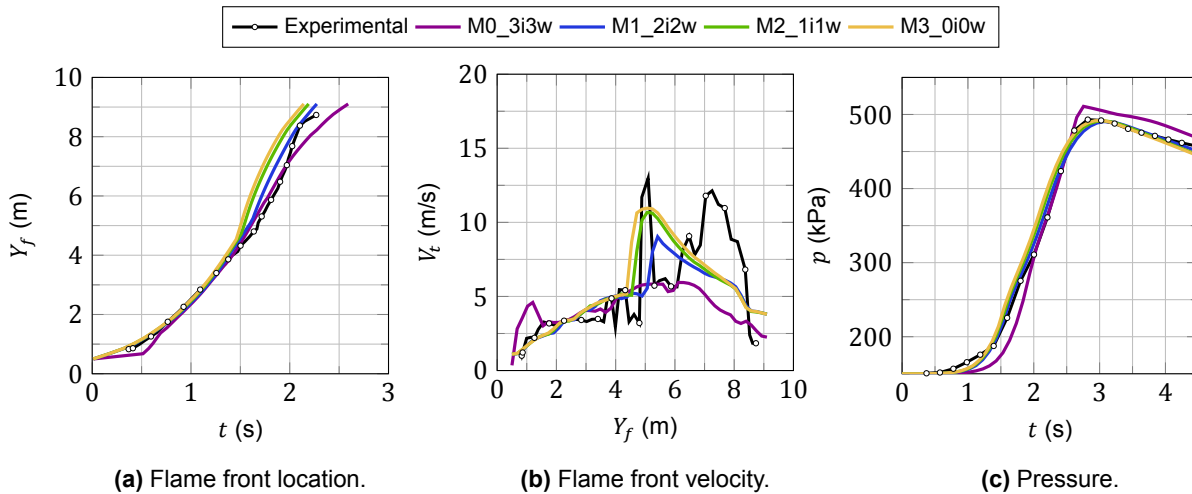 Experimental M0_3i3w M1_2i2w M2_1i1w M3_0i0w
10
8
6
4
2
0
0 1 2 3
Y_f (m)
t (s)
(a) Flame front location.
20
15
10
5
0
0 2 4 6 8 10
V_t (m/s)
Y_f (m)
(b) Flame front velocity.
500
400
300
200
0 1 2 3 4
p (kPa)
t (s)
(c) Pressure.